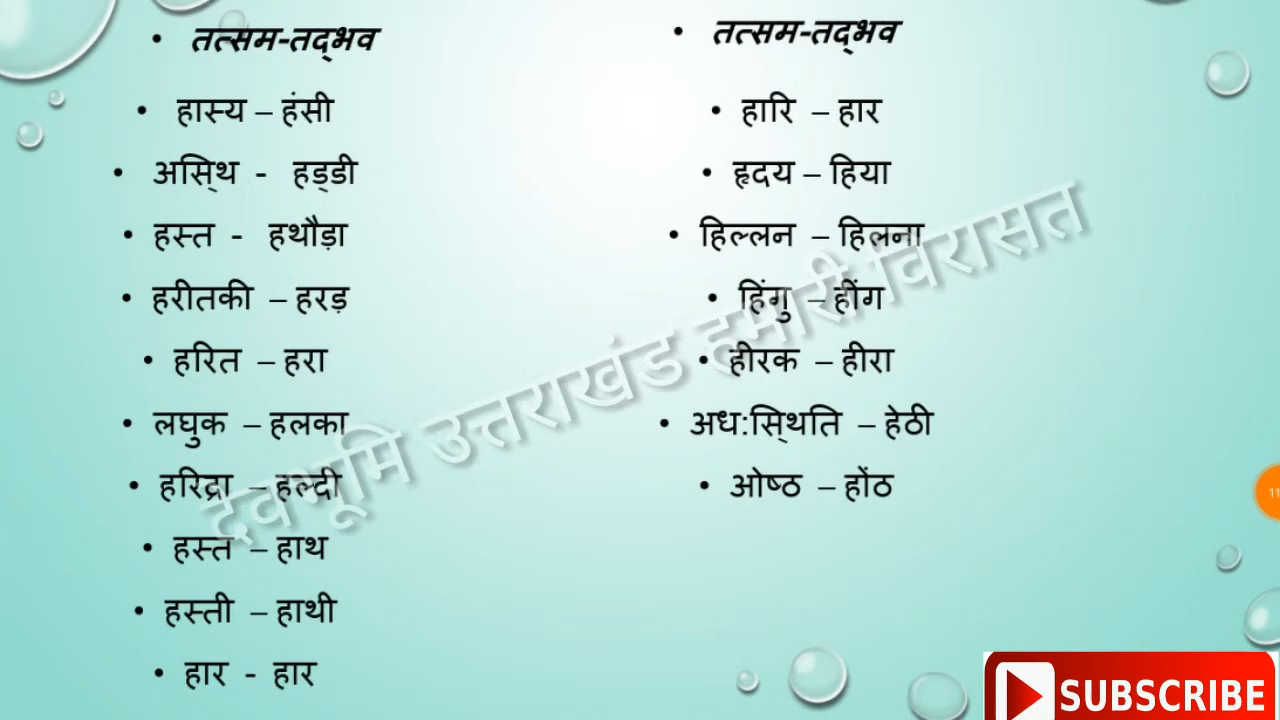 • तत्सम-तद्भव
• हास्य – हंसी
• अस्थि - हड्डी
• हस्त - हथौड़ा
• हरीतकी – हरड़
• हरित – हरा
• लघुक – हलका
• हरिद्रा – हल्दी
• हस्त – हाथ
• हस्ती – हाथी
• हार - हार
• तत्सम-तद्भव
• हारि – हार
• हृदय – हिया
• हिल्लन – हिलना
• हिंगु – हींग
• हीरक – हीरा
• अध:स्थिति – हेठी
• ओष्ठ – होंठ
देवभूमि उत्तराखंड हमारी विरासत
11
SUBSCRIBE